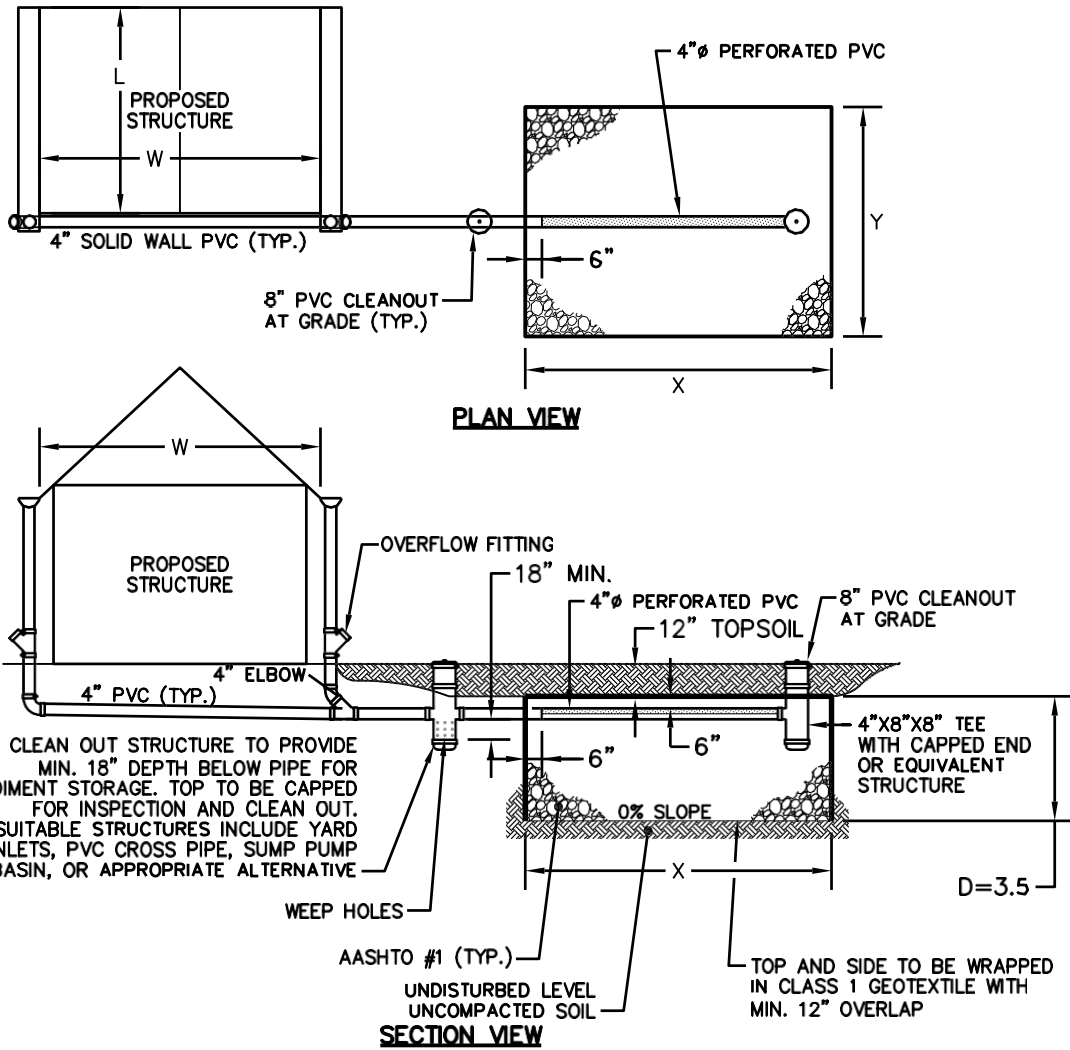 4"ø PERFORATED PVC
L
PROPOSED
STRUCTURE
W
Y
4" SOLID WALL PVC (TYP.)
6"
8" PVC CLEANOUT
AT GRADE (TYP.)
X
PLAN VIEW
W
OVERFLOW FITTING
18" MIN.
PROPOSED
STRUCTURE
4"ø PERFORATED PVC
8" PVC CLEANOUT
AT GRADE
12" TOPSOIL
4" ELBOW
4" PVC (TYP.)
4"X8"X8" TEE
WITH CAPPED END
OR EQUIVALENT
STRUCTURE
CLEAN OUT STRUCTURE TO PROVIDE
MIN. 18" DEPTH BELOW PIPE FOR
DIMENT STORAGE. TOP TO BE CAPPED
FOR INSPECTION AND CLEAN OUT.
SUITABLE STRUCTURES INCLUDE YARD
NLETS, PVC CROSS PIPE, SUMP PUMP
BASIN, OR APPROPRIATE ALTERNATIVE
6"
6"
0% SLOPE
X
D=3.5
WEEP HOLES
AASHTO #1 (TYP.)
UNDISTURBED LEVEL
UNCOMPACTED SOIL
TOP AND SIDE TO BE WRAPPED
IN CLASS 1 GEOTEXTILE WITH
MIN. 12" OVERLAP
SECTION VIEW